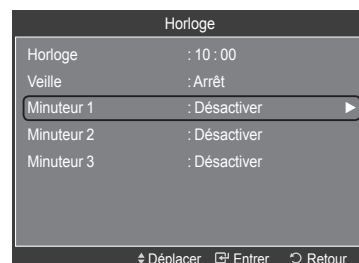 Horloge
Horloge : 10 : 00
Veille : Arrêt
Minuteur 1 : Désactiver
Minuteur 2 : Désactiver
Minuteur 3 : Désactiver
Déplacer Entrer Retour